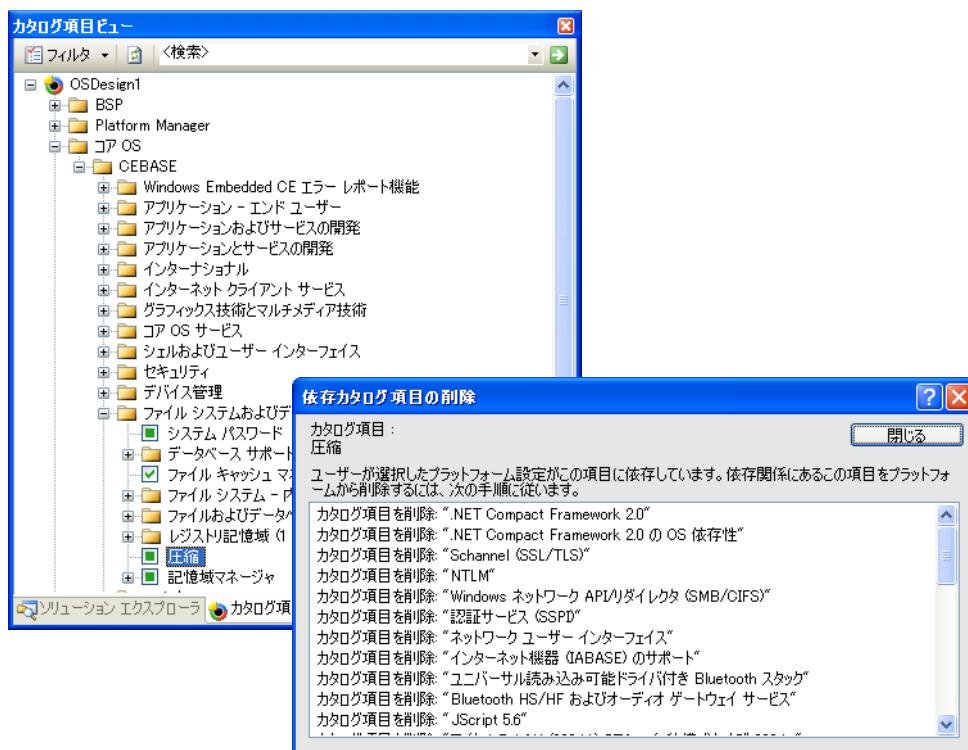 カタログ項目ビュー
フィルタ <検索>
OSDesign1
BSP
Platform Manager
コア OS
CEBASE
Windows Embedded CE エラー レポート機能
アプリケーション - エンド ユーザー
アプリケーションおよびサービスの開発
アプリケーションとサービスの開発
インターナショナル
インターネット クライアント サービス
グラフィックス技術とマルチメディア技術
コア OS サービス
シェルおよびユーザー インターフェイス
セキュリティ
デバイス管理
ファイル システムおよびデ
システム パスワード
データベース サポート
ファイル キャッシュ マ
ファイル システム - 内
ファイルおよびデータベ
レジストリ記憶域 (1
圧縮
記憶域マネージャ
ソリューション エクスプローラ カタログ項
依存カタログ項目の削除
カタログ項目:
圧縮
閉じる
ユーザーが選択したプラットフォーム設定がこの項目に依存しています。依存関係にあるこの項目をプラットフォ
ームから削除するには、次の手順に従います。
カタログ項目を削除: ".NET Compact Framework 2.0"
カタログ項目を削除: ".NET Compact Framework 2.0 の OS 依存性"
カタログ項目を削除: "Schannel (SSL/TLS)"
カタログ項目を削除: "NTLM"
カタログ項目を削除: "Windows ネットワーク API/リダイレクタ (SMB/CIFS)"
カタログ項目を削除: "認証サービス (SSPI)"
カタログ項目を削除: "ネットワーク ユーザー インターフェイス"
カタログ項目を削除: "インターネット機器 (IABASE) のサポート"
カタログ項目を削除: "ユニバーサル読み込み可能ドライバ付き Bluetooth スタック"
カタログ項目を削除: "Bluetooth HS/HF およびオーディオ ゲートウェイ サービス"
カタログ項目を削除: "JScript 5.6"